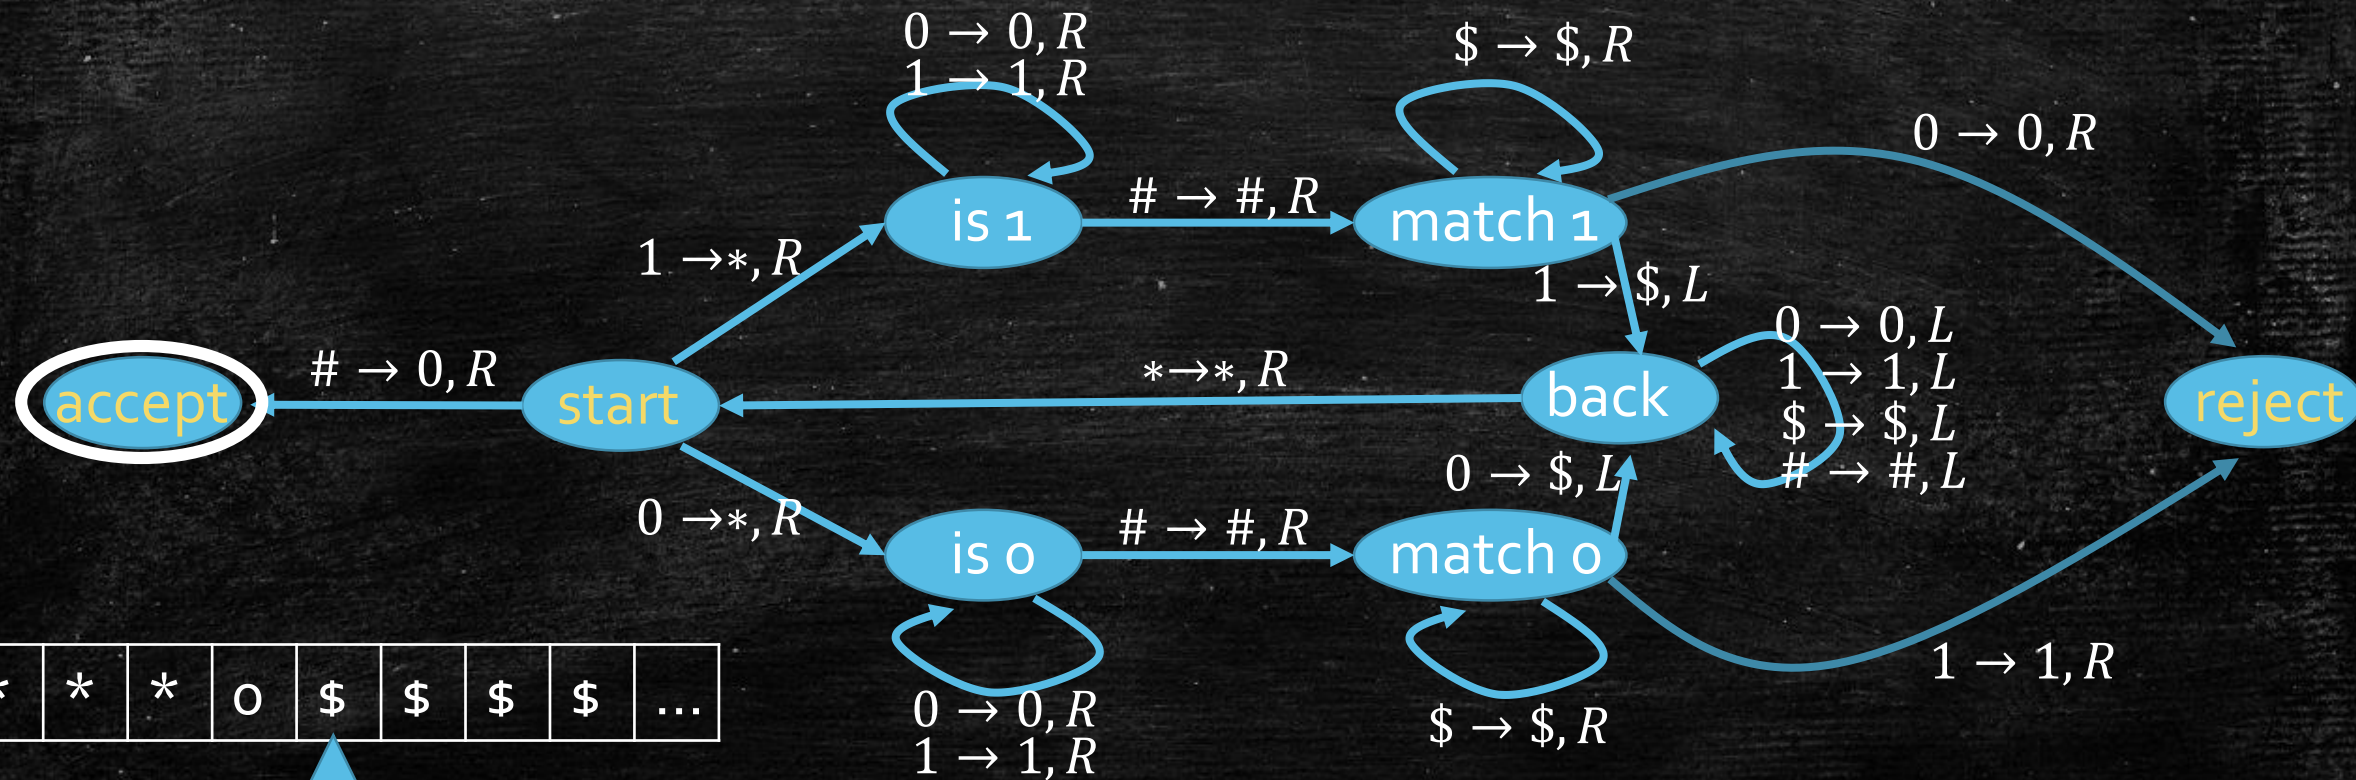 0 → 0, R
1 → 1, R
$ → $, R
0 → 0, R
is 1
# → #, R
match 1
1 →*, R
1 → $, L
accept
# → 0, R
start
*→*, R
back
0 → 0, L
1 → 1, L
$ → $, L
# → #, L
reject
0 →*, R
0 → $, L
is 0
# → #, R
match 0
1 → 1, R
0 → 0, R
1 → 1, R
$ → $, R
* * * 0 $ $ $ $ ...